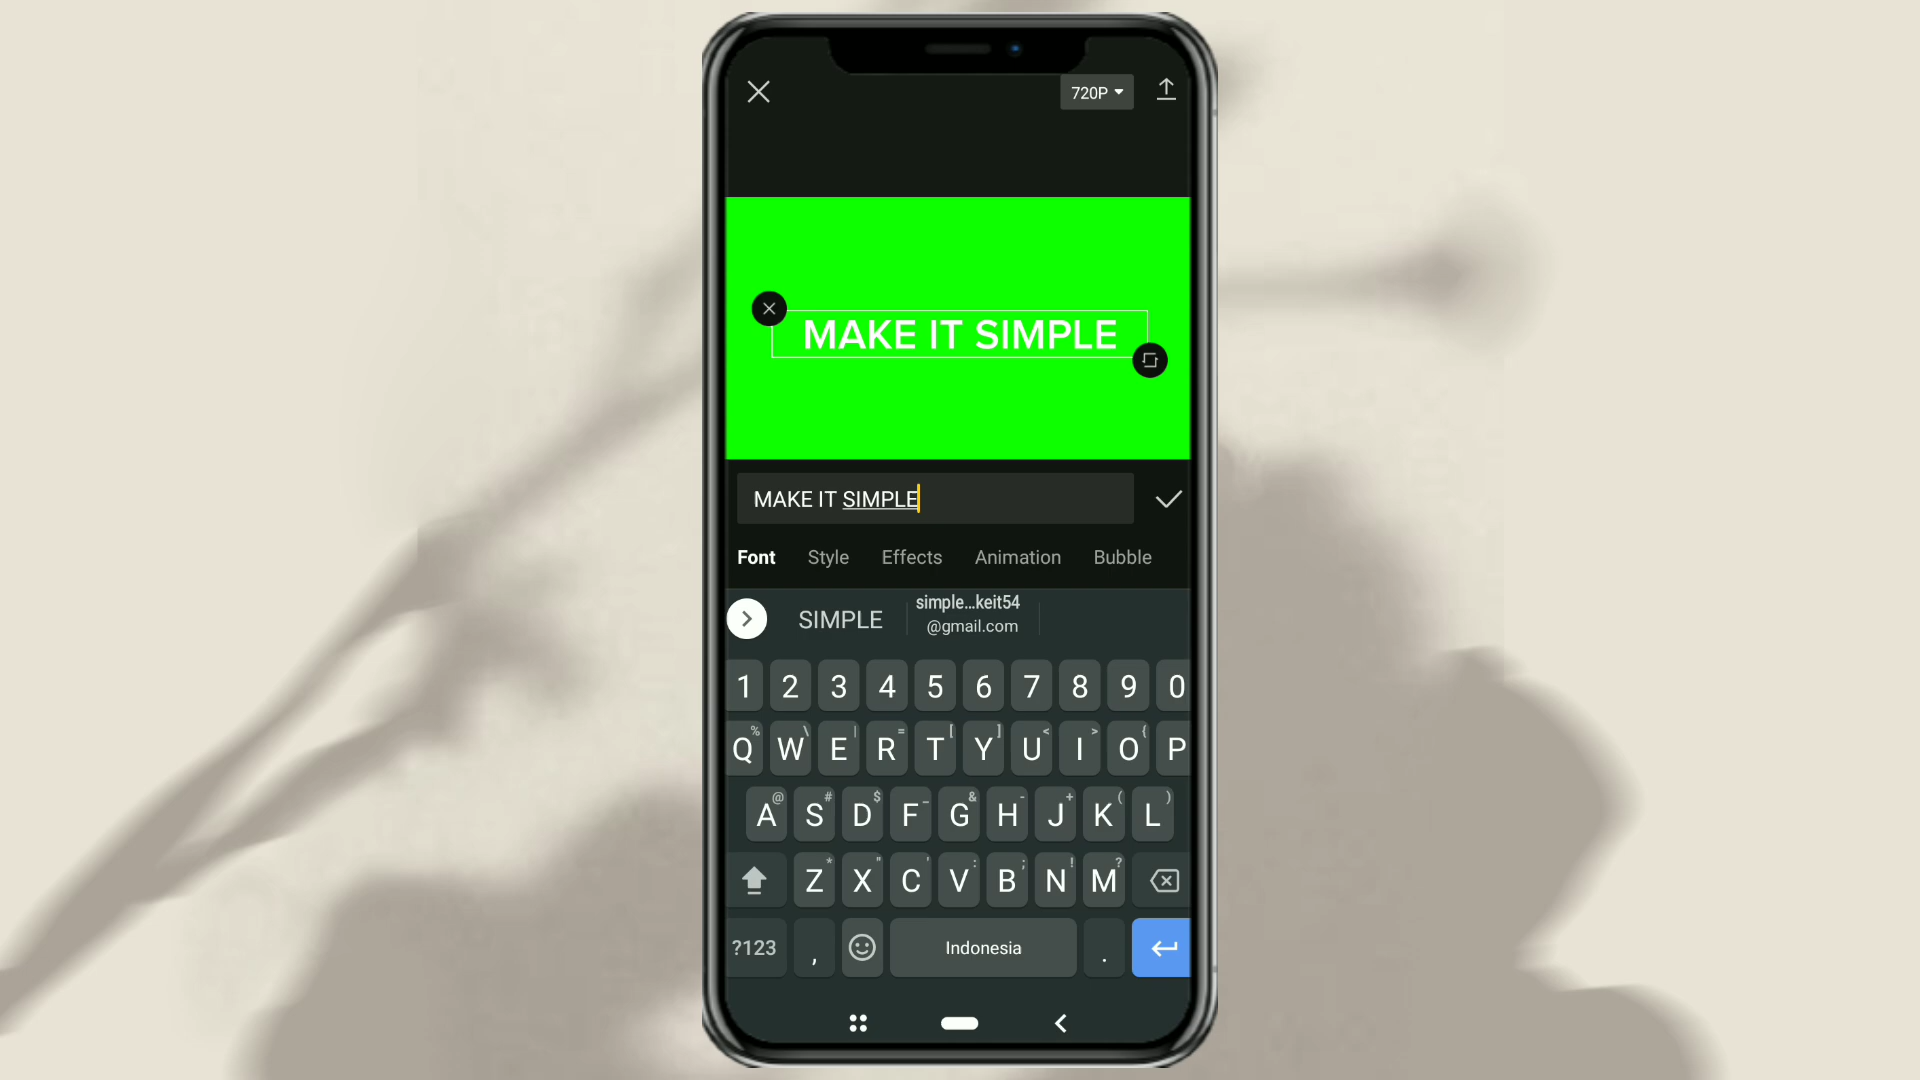 720P
MAKE IT SIMPLE
MAKE IT SIMPLE
Font Style Effects Animation Bubble
SIMPLE simple...keit54
@gmail.com
1 2 3 4 5 6 7 8 9 0
% \ | = [ ] < > {
Q W E R T Y U I O P
@ # $ _ & - + ( )
A S D F G H J K L
* " ' : ; ! ?
Z X C V B N M
?123 , Indonesia .